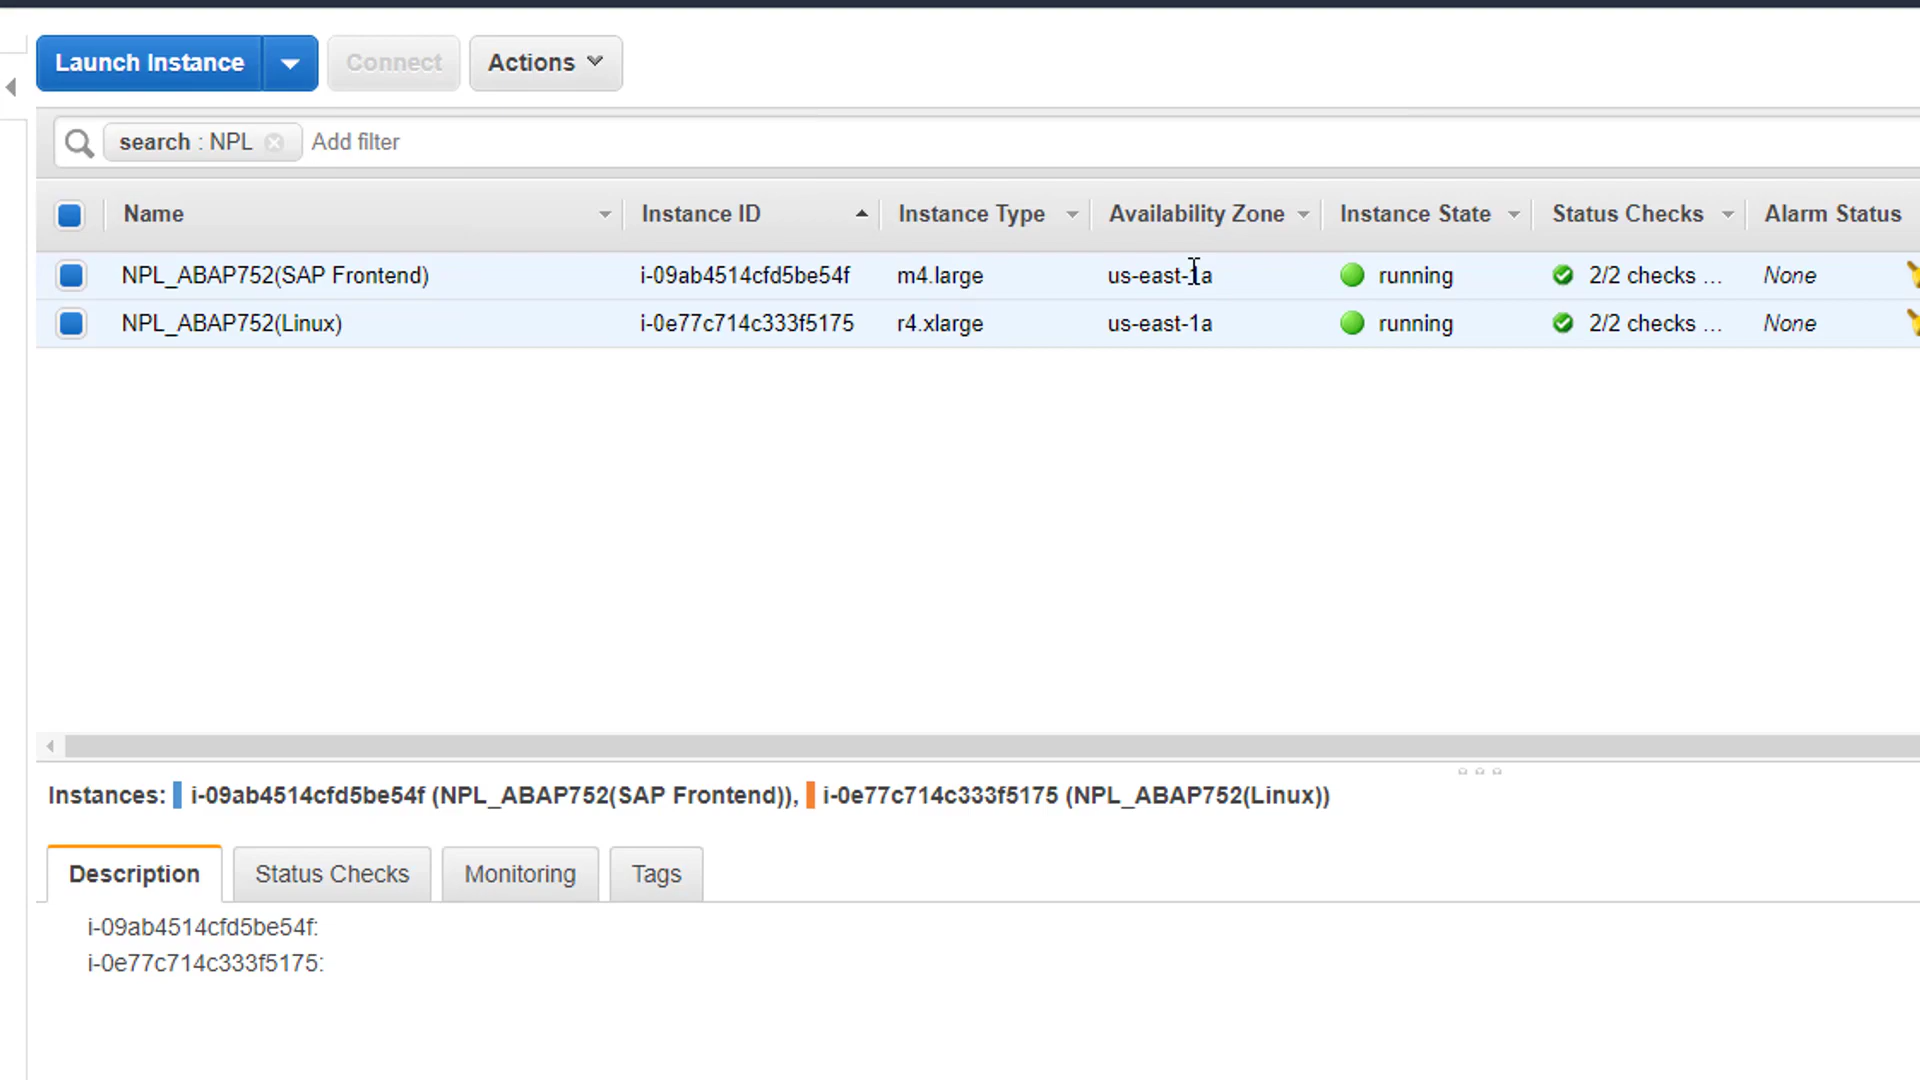 Launch Instance Connect Actions
search : NPL Add filter
Name Instance ID Instance Type Availability Zone Instance State Status Checks Alarm Status
NPL_ABAP752(SAP Frontend) i-09ab4514cfd5be54f m4.large us-east-1a running 2/2 checks ... None
NPL_ABAP752(Linux) i-0e77c714c333f5175 r4.xlarge us-east-1a running 2/2 checks ... None
Instances: i-09ab4514cfd5be54f (NPL_ABAP752(SAP Frontend)), i-0e77c714c333f5175 (NPL_ABAP752(Linux))
Description Status Checks Monitoring Tags
i-09ab4514cfd5be54f:
i-0e77c714c333f5175: